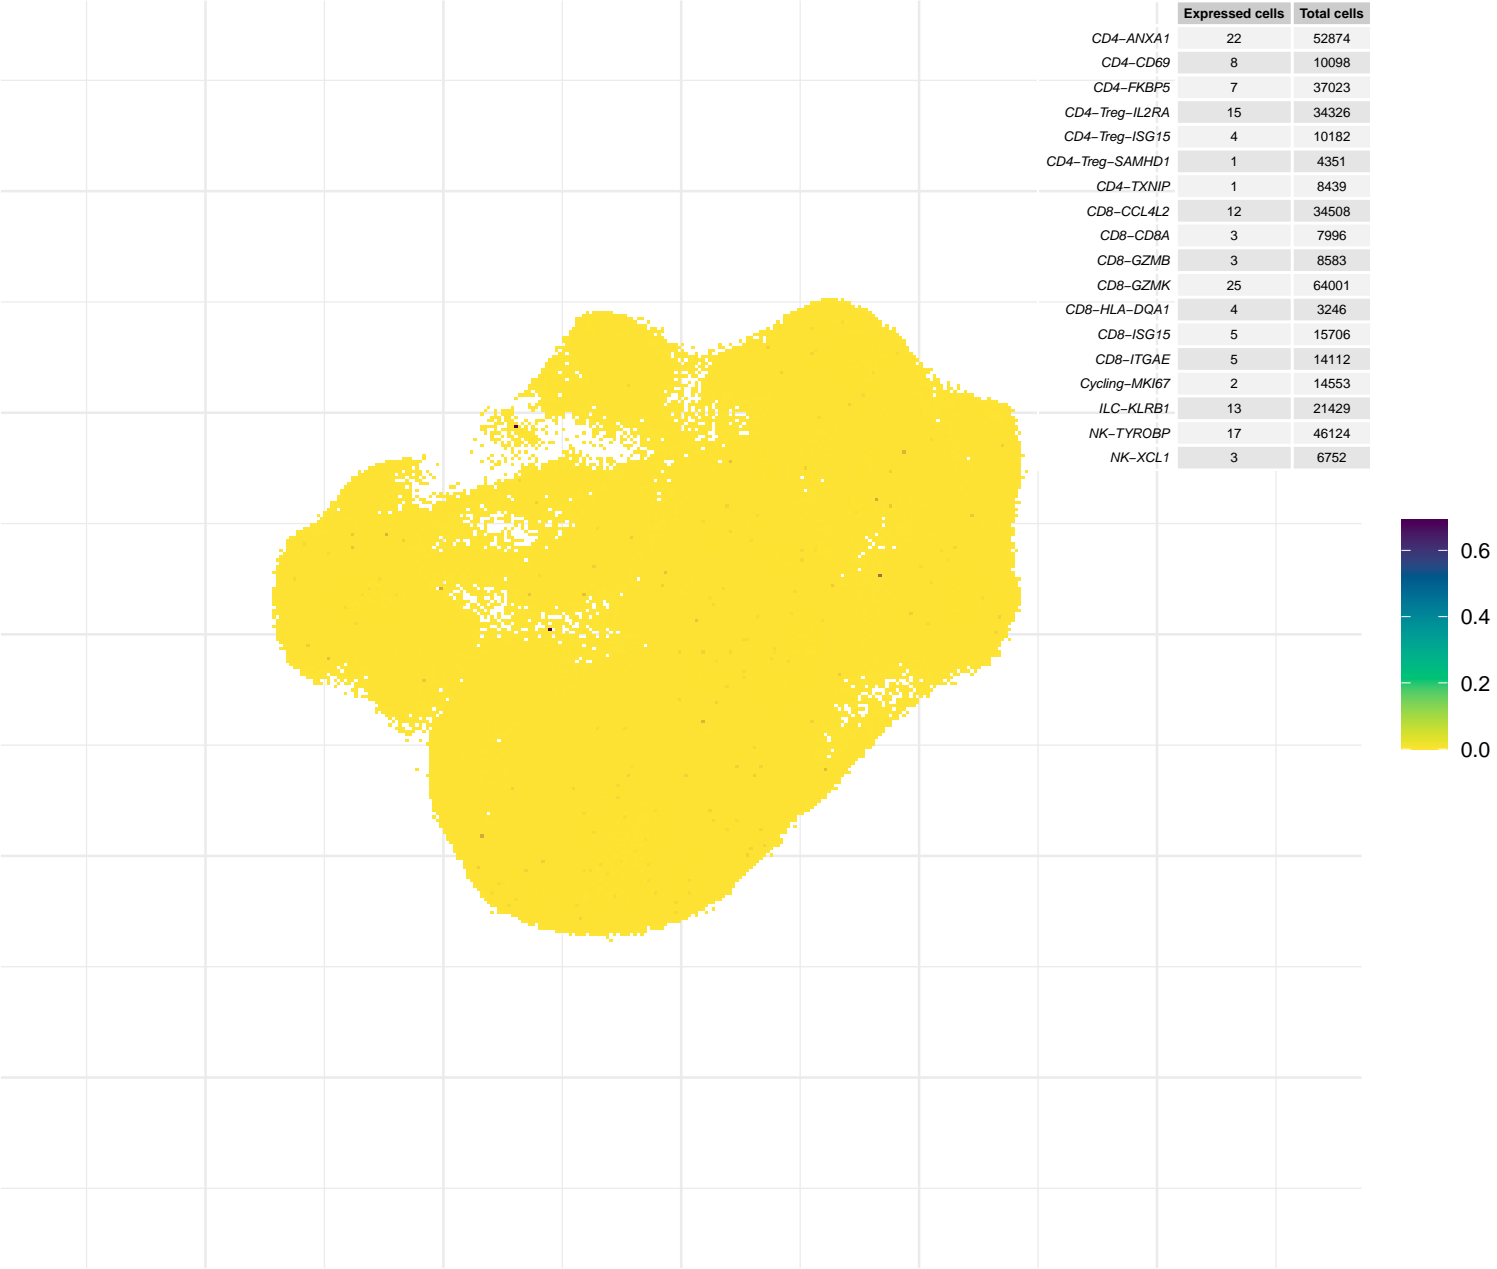 Expressed cells Total cells
CD4−ANXA1 22 52874
CD4−CD69 8 10098
CD4−FKBP5 7 37023
CD4−Treg−IL2RA 15 34326
CD4−Treg−ISG15 4 10182
CD4−Treg−SAMHD1 1 4351
CD4−TXNIP 1 8439
CD8−CCL4L2 12 34508
CD8−CD8A 3 7996
CD8−GZMB 3 8583
CD8−GZMK 25 64001
CD8−HLA−DQA1 4 3246
CD8−ISG15 5 15706
CD8−ITGAE 5 14112
Cycling−MKI67 2 14553
ILC−KLRB1 13 21429
NK−TYROBP 17 46124
NK−XCL1 3 6752
0.6
0.4
0.2
0.0